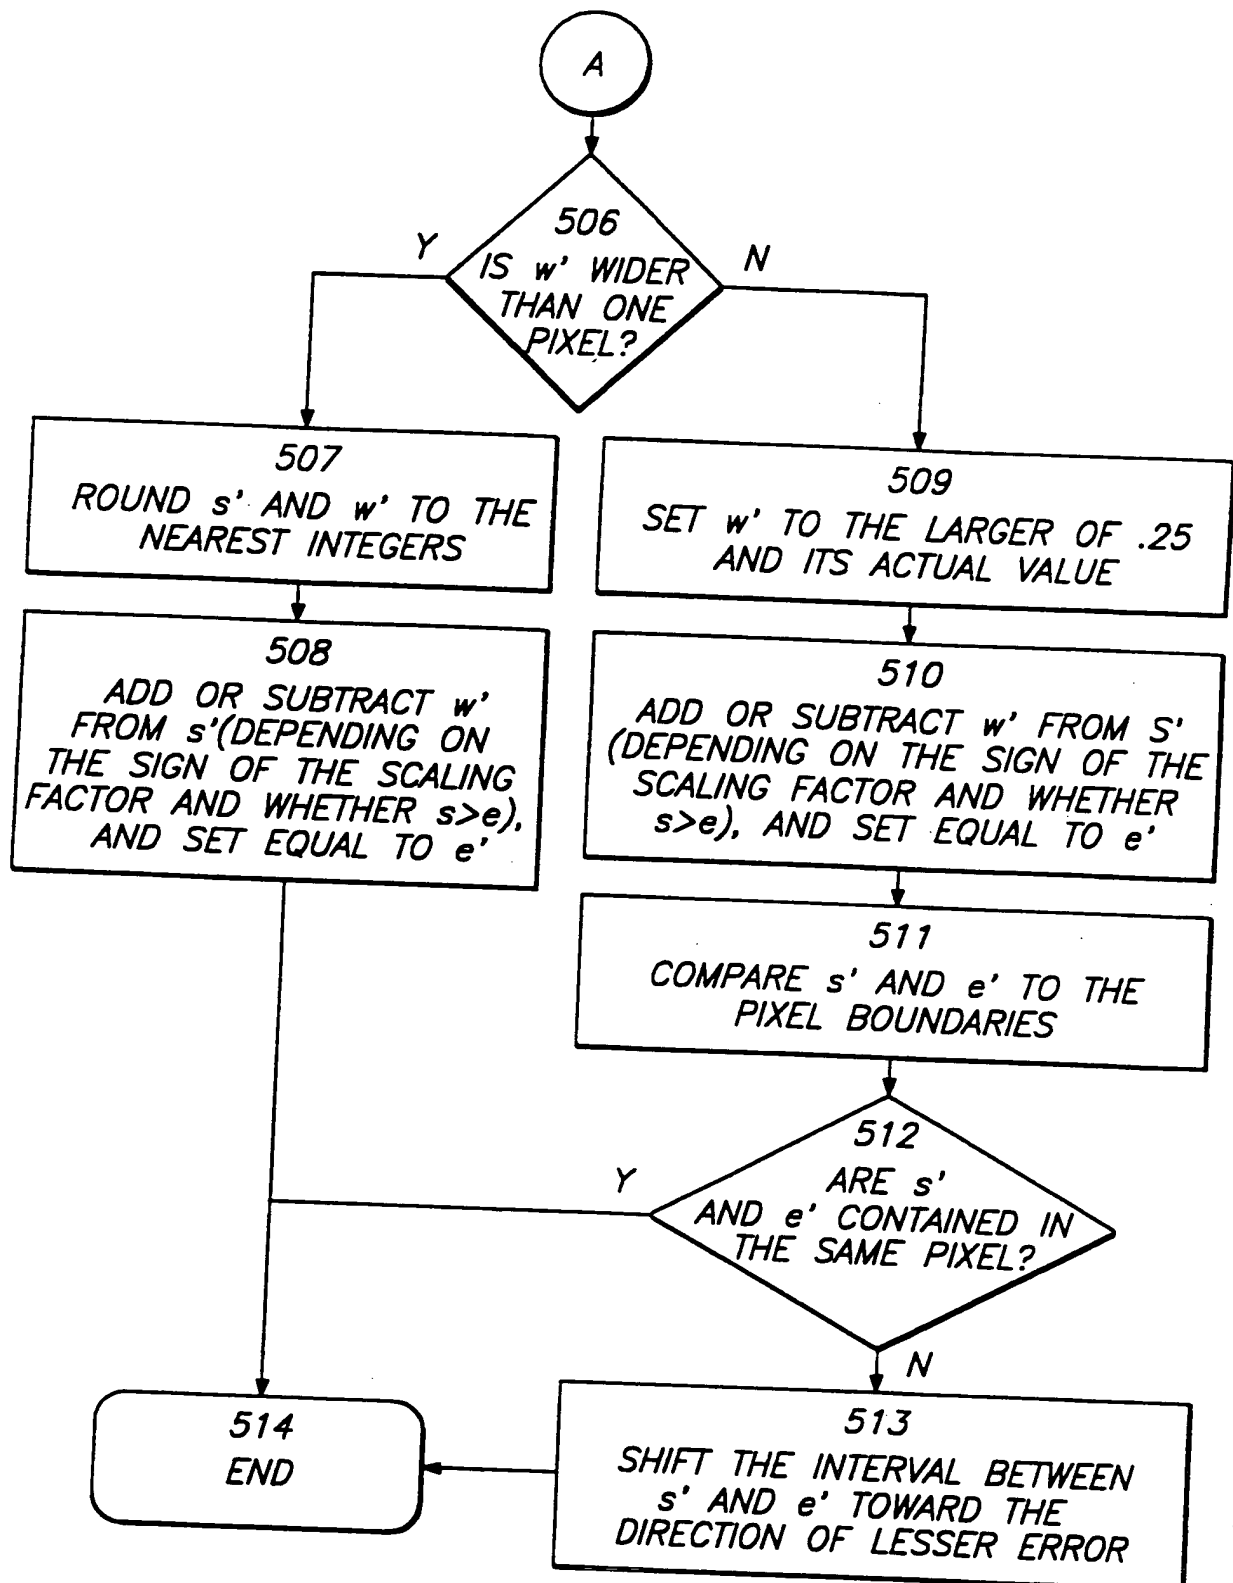 A
506
IS w' WIDER
THAN ONE
PIXEL?
Y
N
507
ROUND s' AND w' TO THE
NEAREST INTEGERS
508
ADD OR SUBTRACT w'
FROM s'(DEPENDING ON
THE SIGN OF THE SCALING
FACTOR AND WHETHER s>e),
AND SET EQUAL TO e'
509
SET w' TO THE LARGER OF .25
AND ITS ACTUAL VALUE
510
ADD OR SUBTRACT w' FROM S'
(DEPENDING ON THE SIGN OF THE
SCALING FACTOR AND WHETHER
s>e), AND SET EQUAL TO e'
511
COMPARE s' AND e' TO THE
PIXEL BOUNDARIES
512
ARE s'
AND e' CONTAINED IN
THE SAME PIXEL?
Y
N
513
SHIFT THE INTERVAL BETWEEN
s' AND e' TOWARD THE
DIRECTION OF LESSER ERROR
514
END